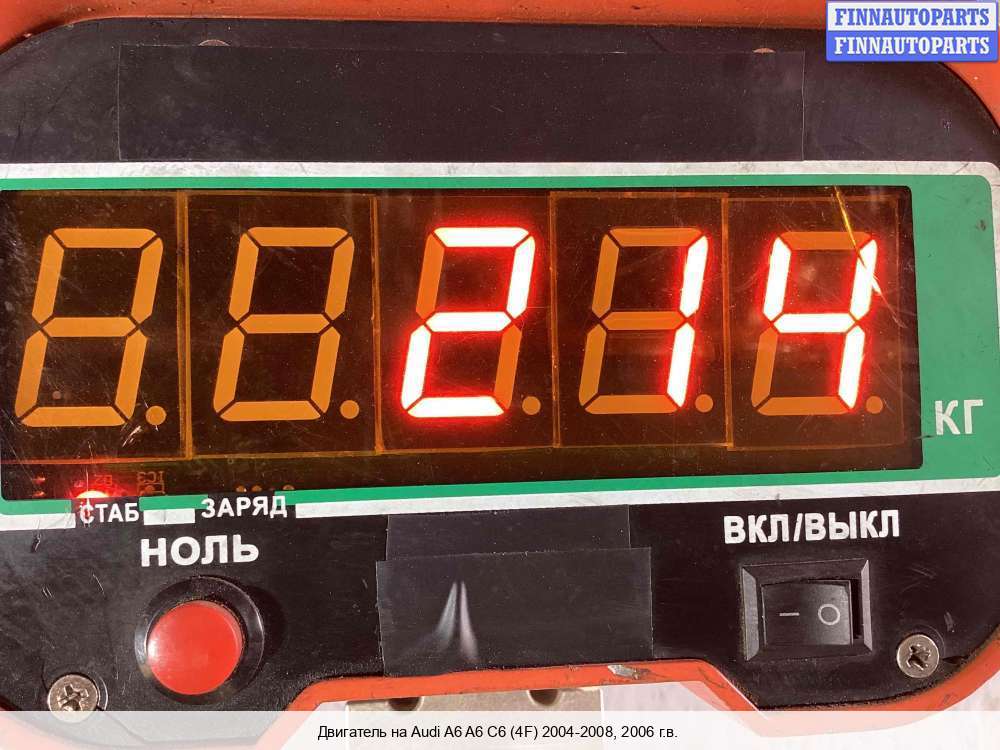 FINNAUTOPARTS
FINNAUTOPARTS
214
КГ
СТАБ ЗАРЯД
НОЛЬ
ВКЛ/ВЫКЛ
Двигатель на Audi A6 A6 C6 (4F) 2004-2008, 2006 г.в.